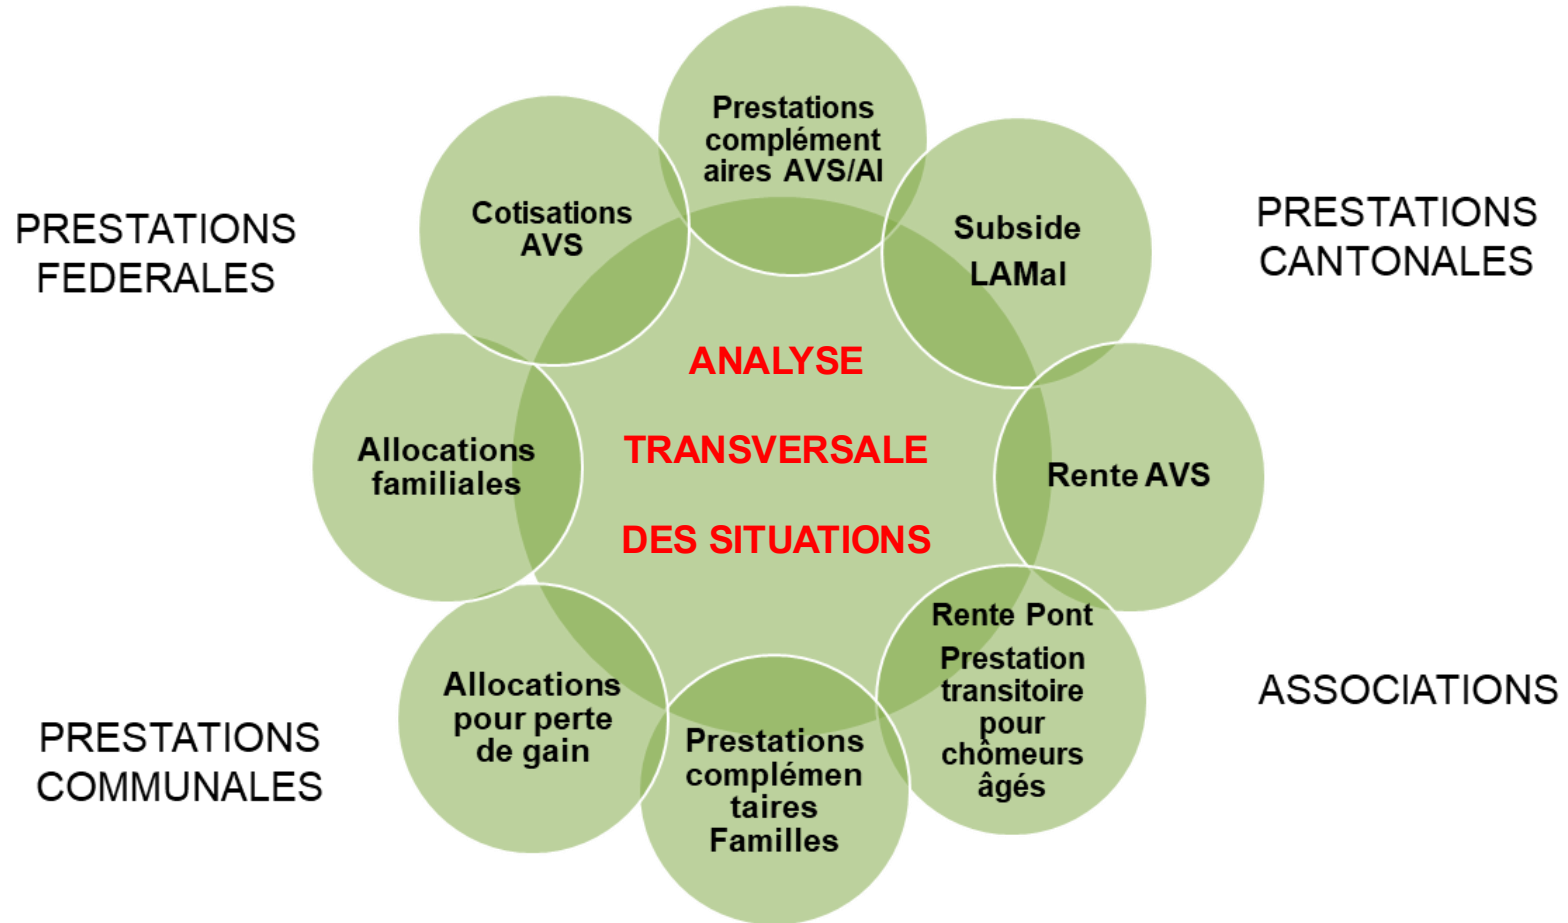 Prestations
complément
aires AVS/AI
Cotisations
AVS
Subside
LAMal
PRESTATIONS
FEDERALES
PRESTATIONS
CANTONALES
ANALYSE
TRANSVERSALE
DES SITUATIONS
Allocations
familiales
Rente AVS
Rente Pont
Prestation
transitoire
pour
chômeurs
âgés
Allocations
pour perte
de gain
Prestations
complémen
taires
Familles
ASSOCIATIONS
PRESTATIONS
COMMUNALES